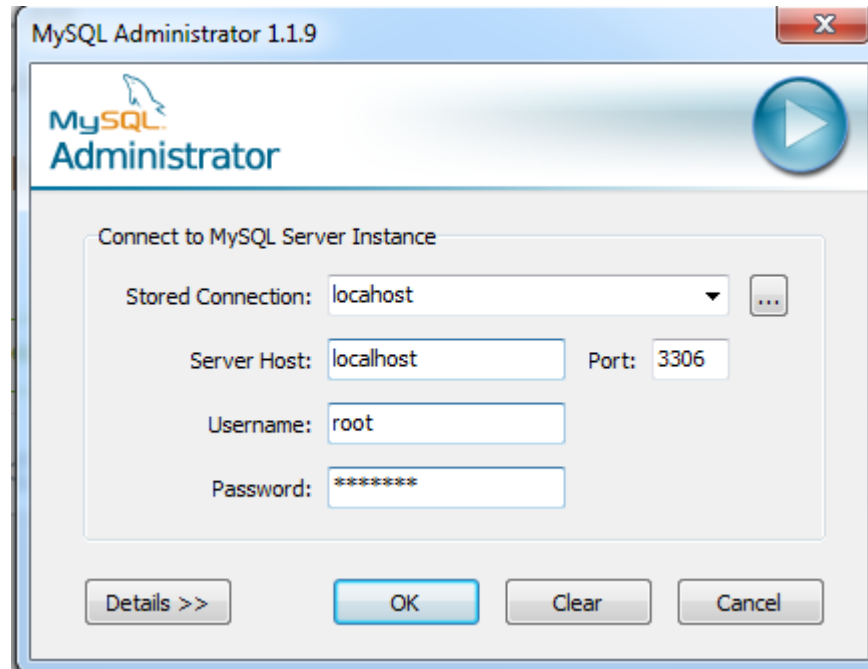 MySQL Administrator 1.1.9
MySQL
Administrator
Connect to MySQL Server Instance
Stored Connection: locahost ...
Server Host: localhost Port: 3306
Username: root
Password: *******
Details >> OK Clear Cancel